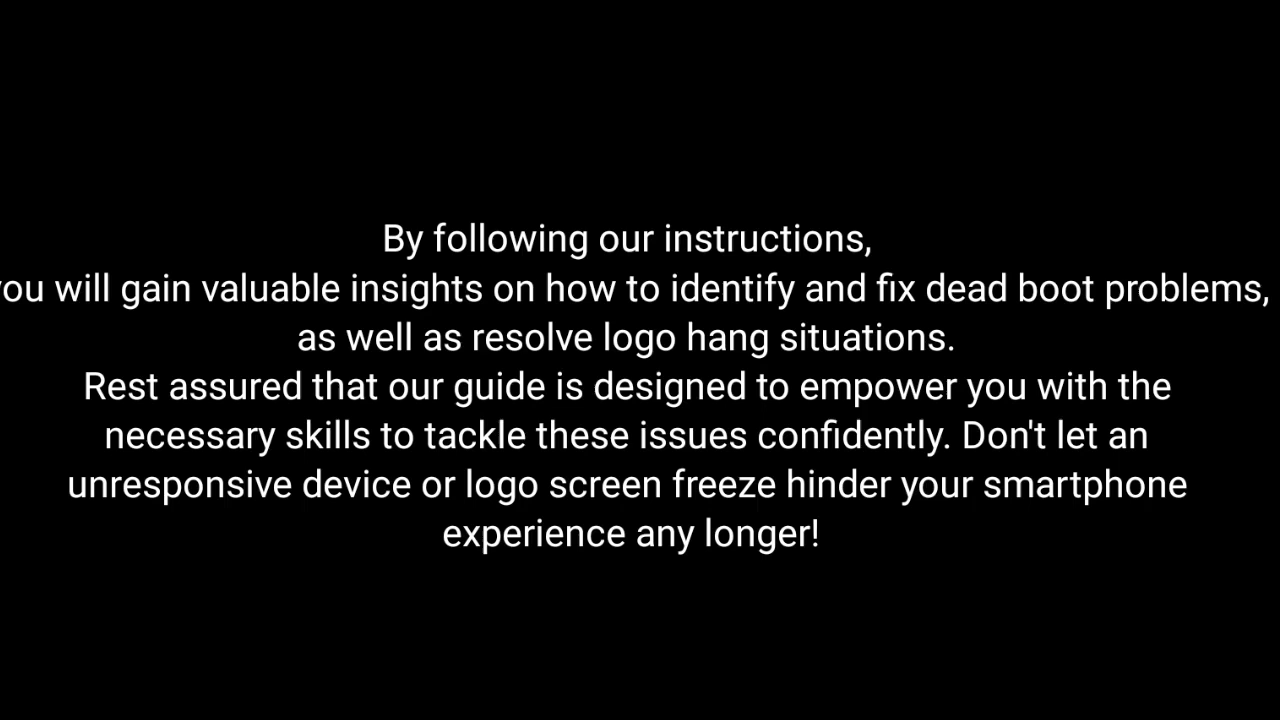 By following our instructions,
you will gain valuable insights on how to identify and fix dead boot problems,
as well as resolve logo hang situations.
Rest assured that our guide is designed to empower you with the
necessary skills to tackle these issues confidently. Don't let an
unresponsive device or logo screen freeze hinder your smartphone
experience any longer!